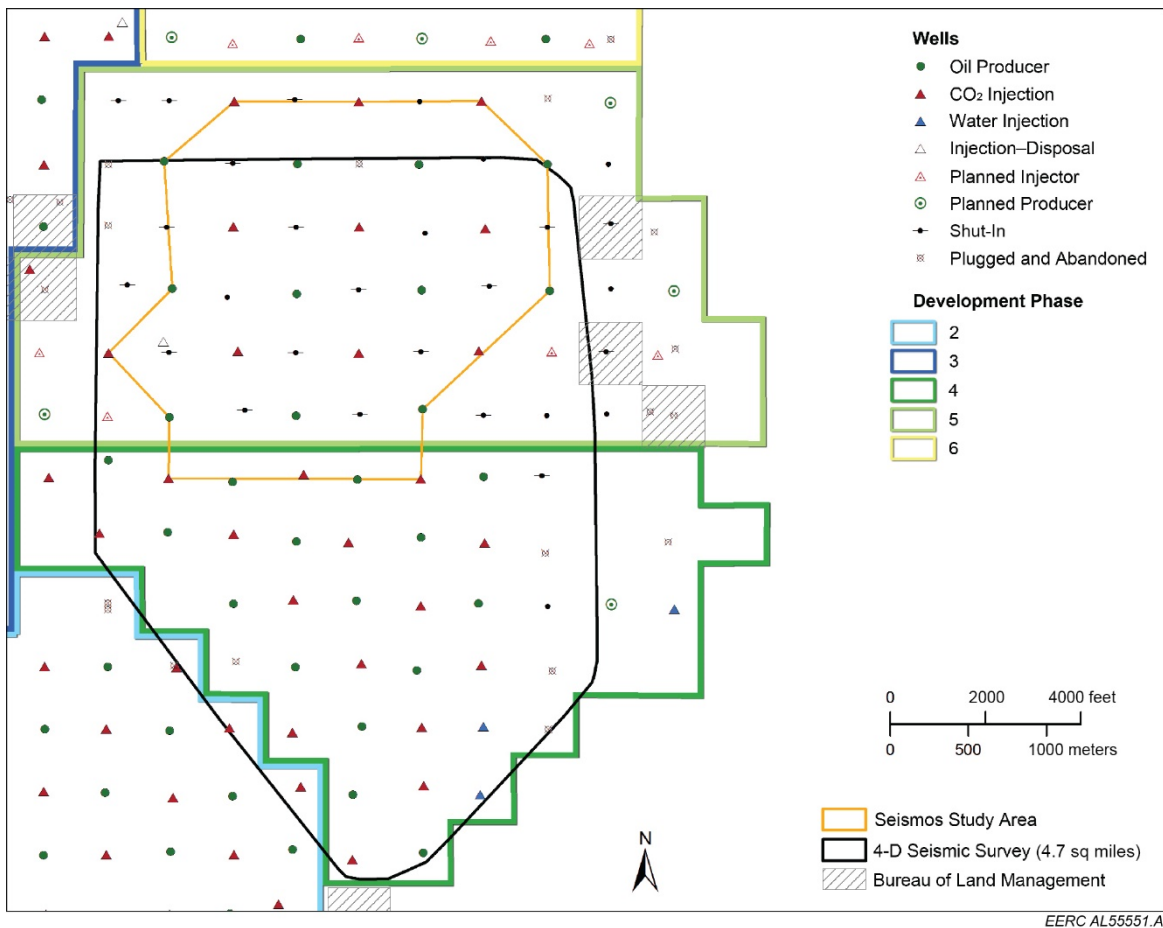 Wells
Oil Producer
CO₂ Injection
Water Injection
Injection–Disposal
Planned Injector
Planned Producer
Shut-In
Plugged and Abandoned
Development Phase
2
3
4
5
6
0 2000 4000 feet
0 500 1000 meters
N
Seismos Study Area
4-D Seismic Survey (4.7 sq miles)
Bureau of Land Management
EERC AL55551.A